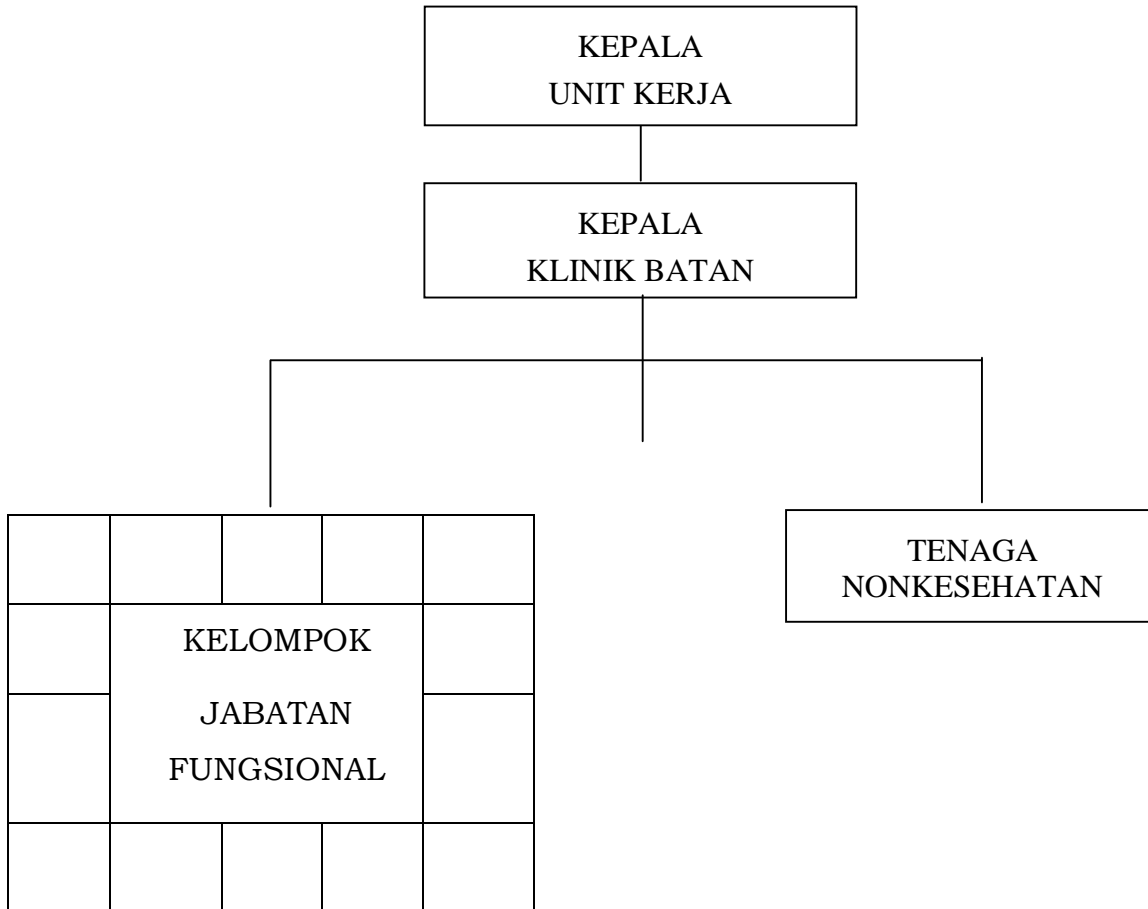 KEPALA
UNIT KERJA
KEPALA
KLINIK BATAN
KELOMPOK
JABATAN
FUNGSIONAL
TENAGA
NONKESEHATAN